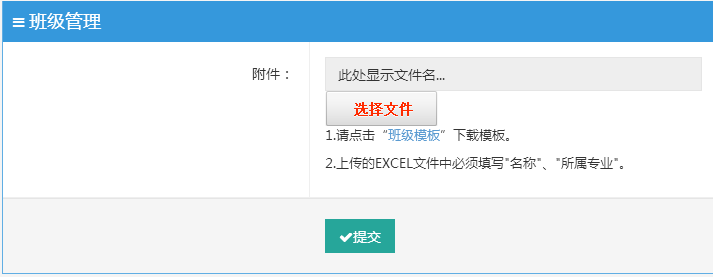 班级管理
附件：
此处显示文件名...
选择文件
1.请点击“班级模板”下载模板。
2.上传的EXCEL文件中必须填写"名称"、"所属专业"。
提交